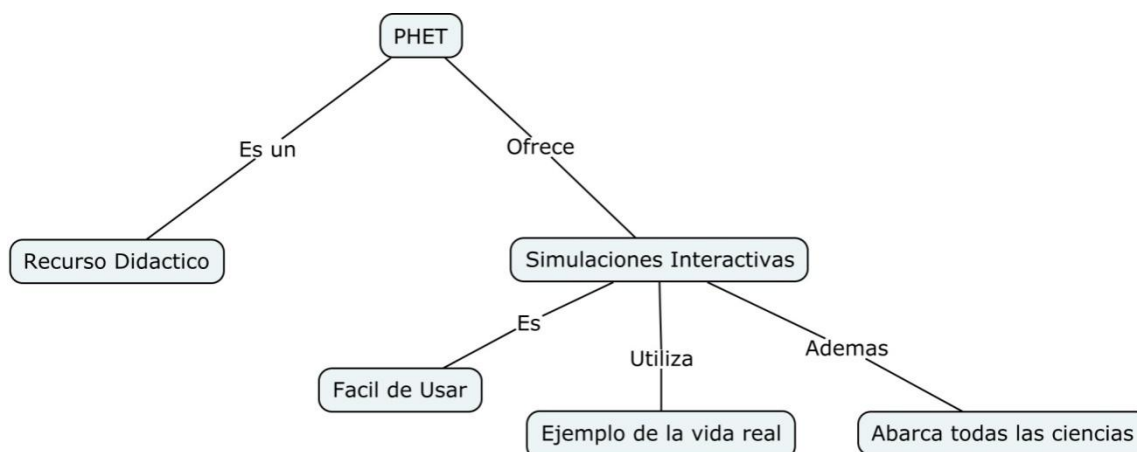 PHET
Es un
Ofrece
Recurso Didactico
Simulaciones Interactivas
Es
Utiliza
Ademas
Facil de Usar
Ejemplo de la vida real
Abarca todas las ciencias